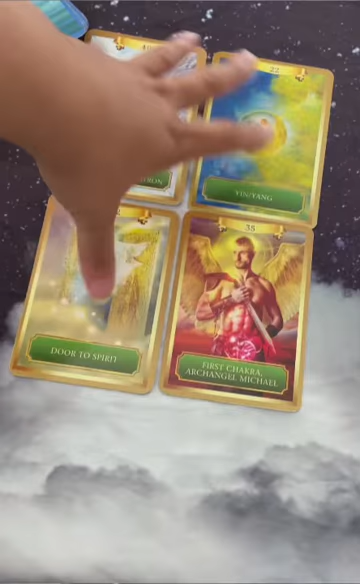 22
YIN/YANG
DOOR TO SPIRIT
35
FIRST CHAKRA,
ARCHANGEL MICHAEL